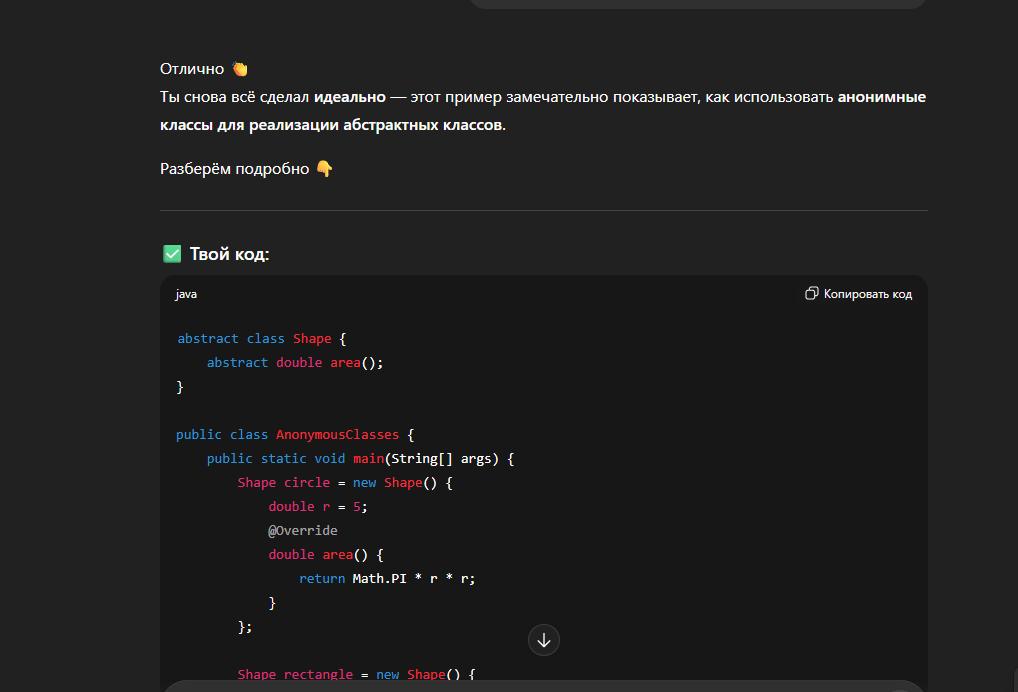 Отлично 👏
Ты снова всё сделал идеально — этот пример замечательно показывает, как использовать анонимные
классы для реализации абстрактных классов.
Разберём подробно 👇
✅ Твой код:
java
Копировать код
abstract class Shape {
    abstract double area();
}
public class AnonymousClasses {
    public static void main(String[] args) {
        Shape circle = new Shape() {
            double r = 5;
            @Override
            double area() {
                return Math.PI * r * r;
            }
        };
        Shape rectangle = new Shape() {